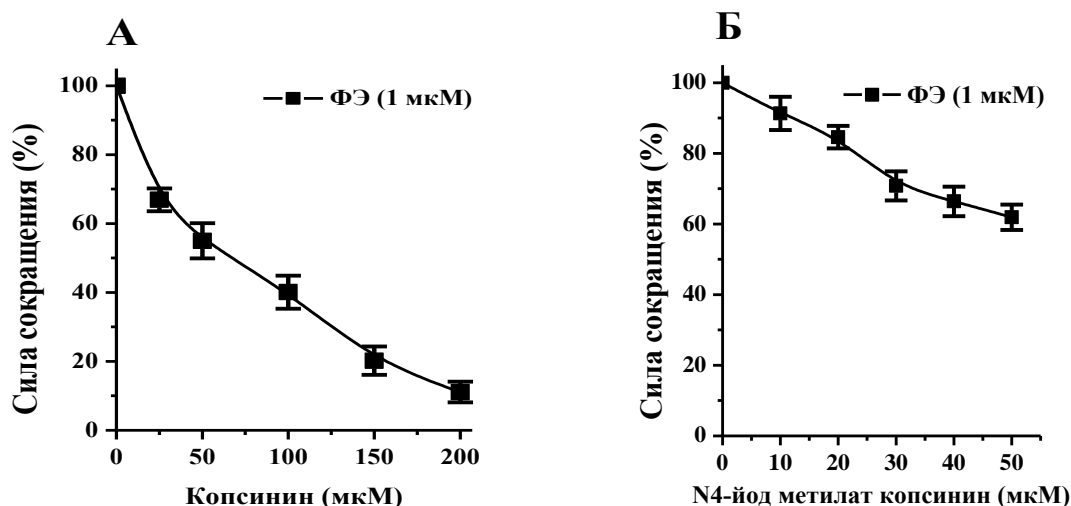 А
ФЭ (1 мкМ)
Сила сокращения (%)
100
80
60
40
20
0
0 50 100 150 200
Копсинин (мкМ)
Б
ФЭ (1 мкМ)
Сила сокращения (%)
100
80
60
40
20
0
0 10 20 30 40 50
N4-йод метилат копсинин (мкМ)